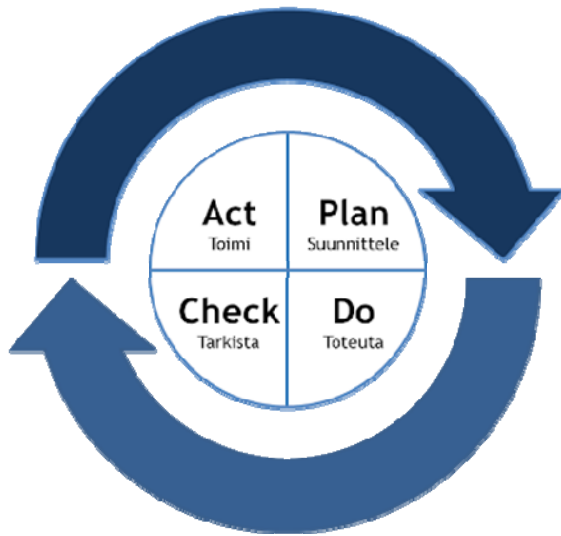 Act
Toimi
Plan
Suunnittele
Check
Tarkista
Do
Toteuta